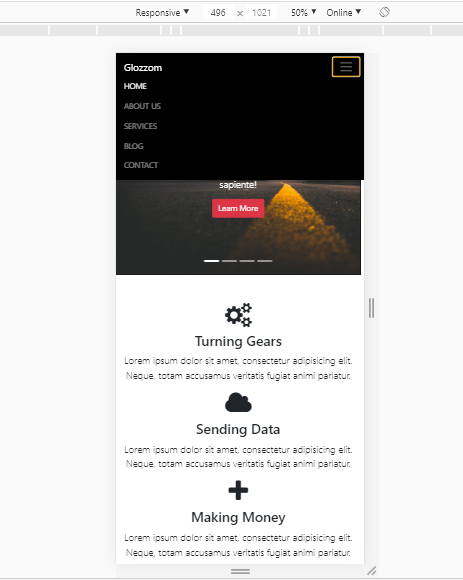 Responsive ▼ 496 × 1021 50% ▼ Online ▼
Glozzom
HOME
ABOUT US
SERVICES
BLOG
CONTACT
sapiente!
Learn More
Turning Gears
Lorem ipsum dolor sit amet, consectetur adipisicing elit.
Neque, totam accusamus veritatis fugiat animi pariatur.
Sending Data
Lorem ipsum dolor sit amet, consectetur adipisicing elit.
Neque, totam accusamus veritatis fugiat animi pariatur.
Making Money
Lorem ipsum dolor sit amet, consectetur adipisicing elit.
Neque, totam accusamus veritatis fugiat animi pariatur.